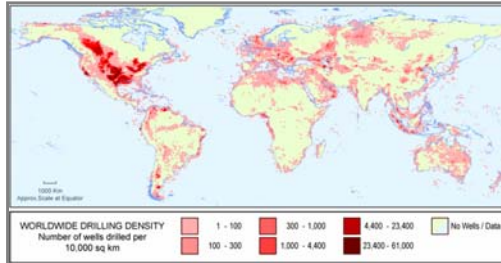 1000 Km
Approx.Scale at Equator
WORLDWIDE DRILLING DENSITY
Number of wells drilled per
10,000 sq km
1 - 100
300 - 1,000
4,400 - 23,400
No Wells / Data
100 - 300
1,000 - 4,400
23,400 - 61,000